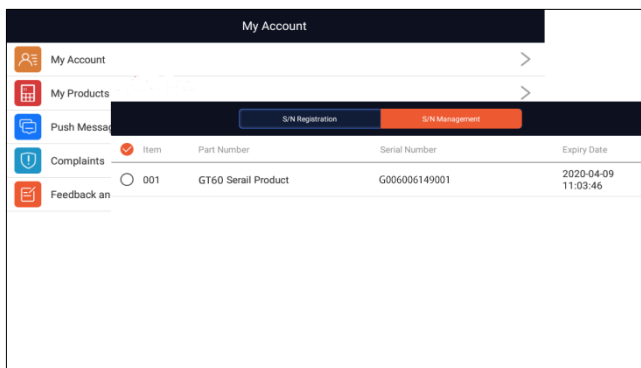 My Account
My Account
My Products
Push Messag
Complaints
Feedback an
S/N Registration
S/N Management
Item Part Number Serial Number Expiry Date
001 GT60 Serail Product G006006149001 2020-04-09
11:03:46